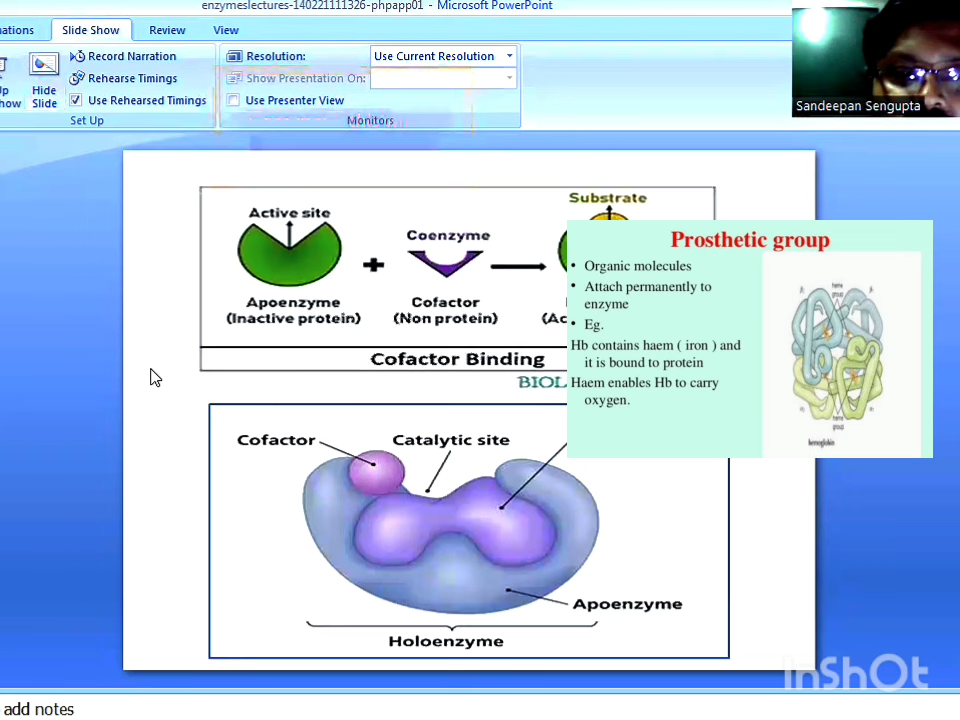 enzymeslectures-140221111326-phpapp01 - Microsoft PowerPoint
Slide Show
Review
View
Record Narration
Rehearse Timings
Use Rehearsed Timings
Hide
Slide
Set Up
Resolution:
Use Current Resolution
Show Presentation On:
Use Presenter View
Monitors
Sandeepan Sengupta
Active site
Coenzyme
Substrate
Apoenzyme
(Inactive protein)
Cofactor
(Non protein)
Cofactor Binding
Prosthetic group
• Organic molecules
• Attach permanently to
enzyme
• Eg.
Hb contains haem ( iron ) and
it is bound to protein
Haem enables Hb to carry
oxygen.
heme
group
heme
group
Cofactor
Catalytic site
Apoenzyme
Holoenzyme
add notes
InShOt